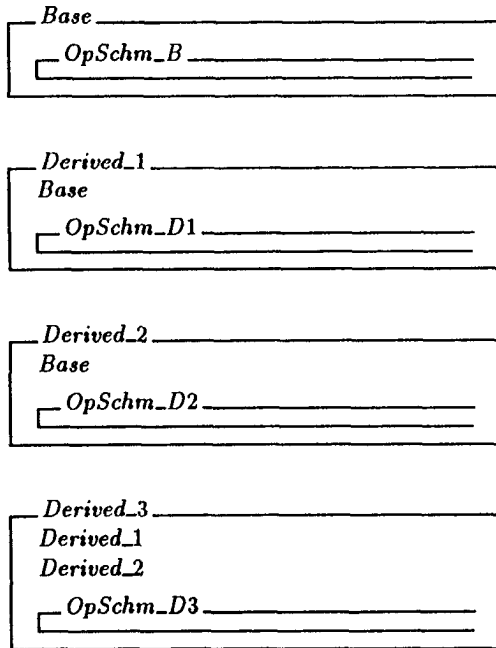 Base
OpSchm_B
Derived_1
Base
OpSchm_D1
Derived_2
Base
OpSchm_D2
Derived_3
Derived_1
Derived_2
OpSchm_D3